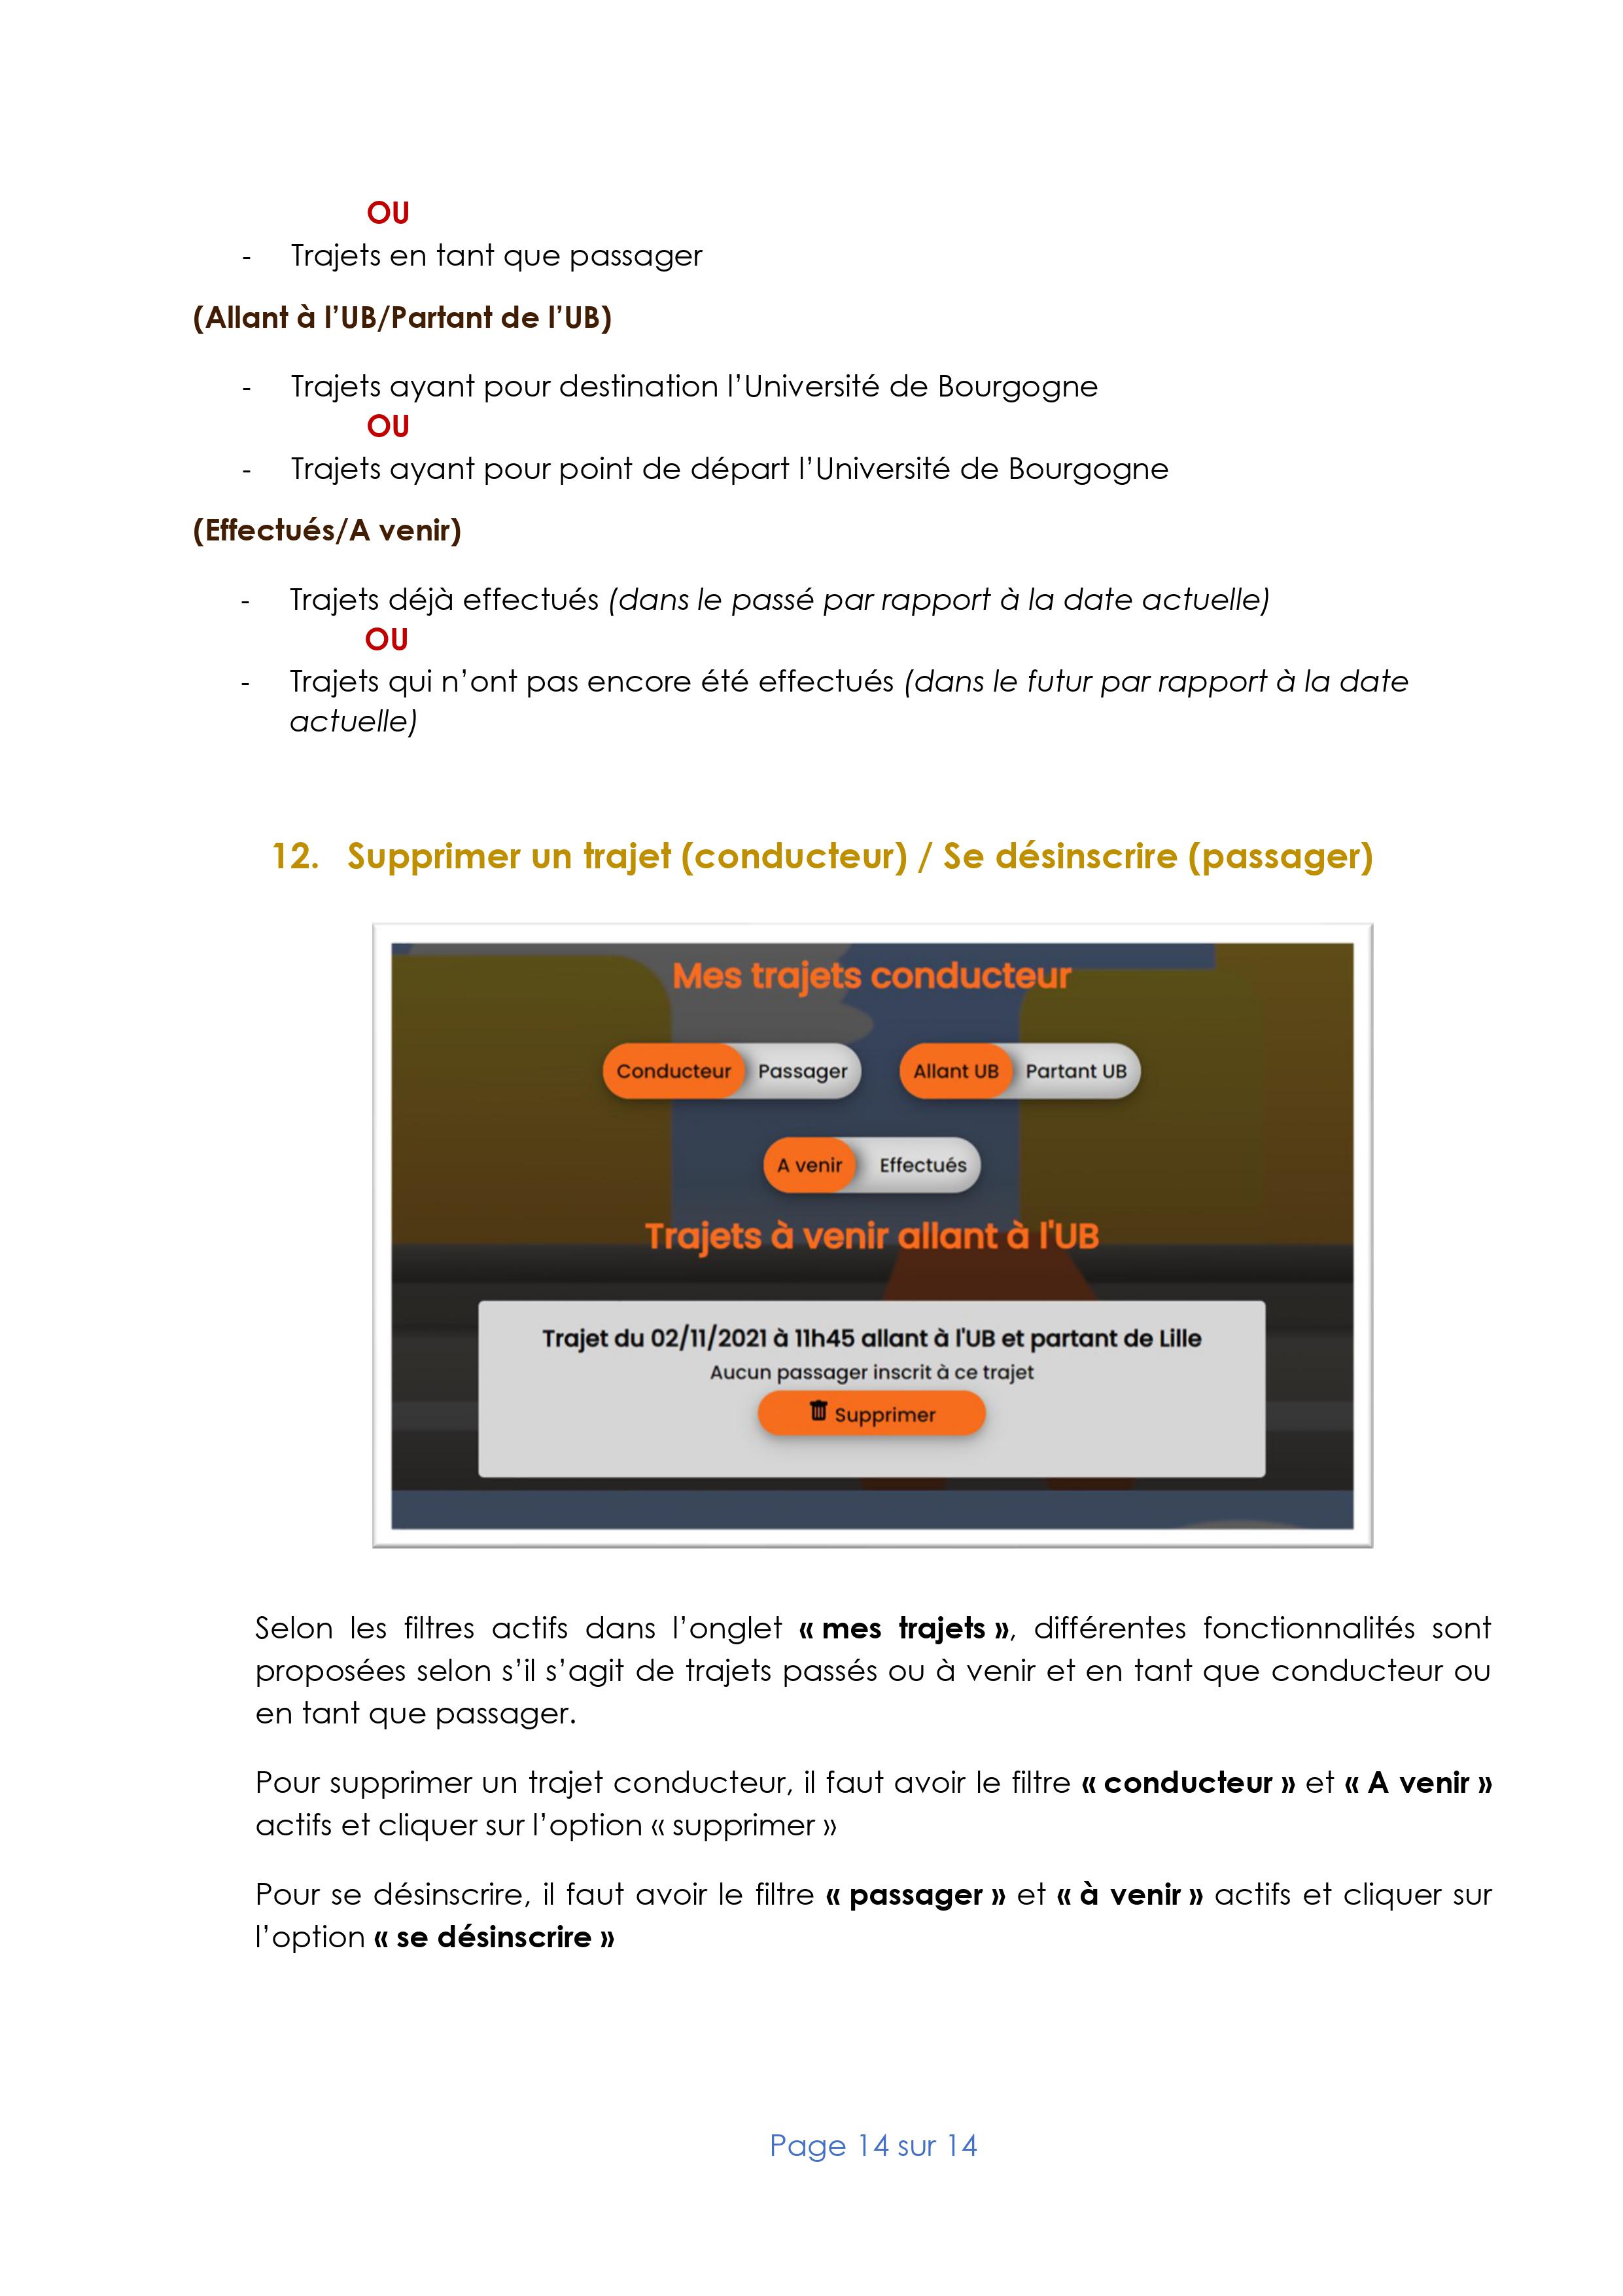 OU
- Trajets en tant que passager
(Allant à l’UB/Partant de l’UB)
- Trajets ayant pour destination l’Université de Bourgogne
OU
- Trajets ayant pour point de départ l’Université de Bourgogne
(Effectués/A venir)
- Trajets déjà effectués (dans le passé par rapport à la date actuelle)
OU
- Trajets qui n’ont pas encore été effectués (dans le futur par rapport à la date
actuelle)
12. Supprimer un trajet (conducteur) / Se désinscrire (passager)
Mes trajets conducteur
Conducteur Passager Allant UB Partant UB
A venir Effectués
Trajets à venir allant à l'UB
Trajet du 02/11/2021 à 11h45 allant à l'UB et partant de Lille
Aucun passager inscrit à ce trajet
Supprimer
Selon les filtres actifs dans l’onglet « mes trajets », différentes fonctionnalités sont
proposées selon s’il s’agit de trajets passés ou à venir et en tant que conducteur ou
en tant que passager.
Pour supprimer un trajet conducteur, il faut avoir le filtre « conducteur » et « A venir »
actifs et cliquer sur l’option « supprimer »
Pour se désinscrire, il faut avoir le filtre « passager » et « à venir » actifs et cliquer sur
l’option « se désinscrire »
Page 14 sur 14